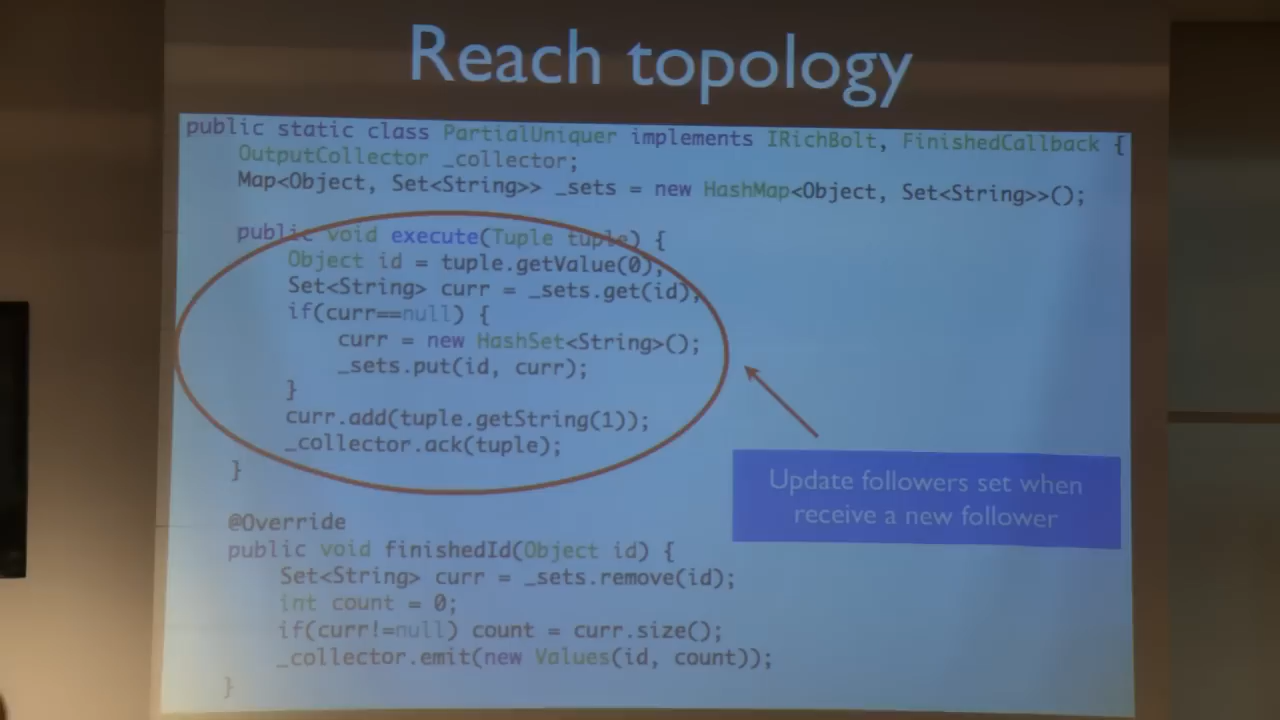 Reach topology
public static class PartialUniquer implements IRichBolt, FinishedCallback {
OutputCollector _collector;
Map<Object, Set<String>> _sets = new HashMap<Object, Set<String>>();
public void execute(Tuple tuple) {
Object id = tuple.getValue(0);
Set<String> curr = _sets.get(id);
if(curr==null) {
curr = new HashSet<String>();
_sets.put(id, curr);
}
curr.add(tuple.getString(1));
_collector.ack(tuple);
}
Update followers set when
receive a new follower
@Override
public void finishedId(Object id) {
Set<String> curr = _sets.remove(id);
int count = 0;
if(curr!=null) count = curr.size();
_collector.emit(new Values(id, count));
}